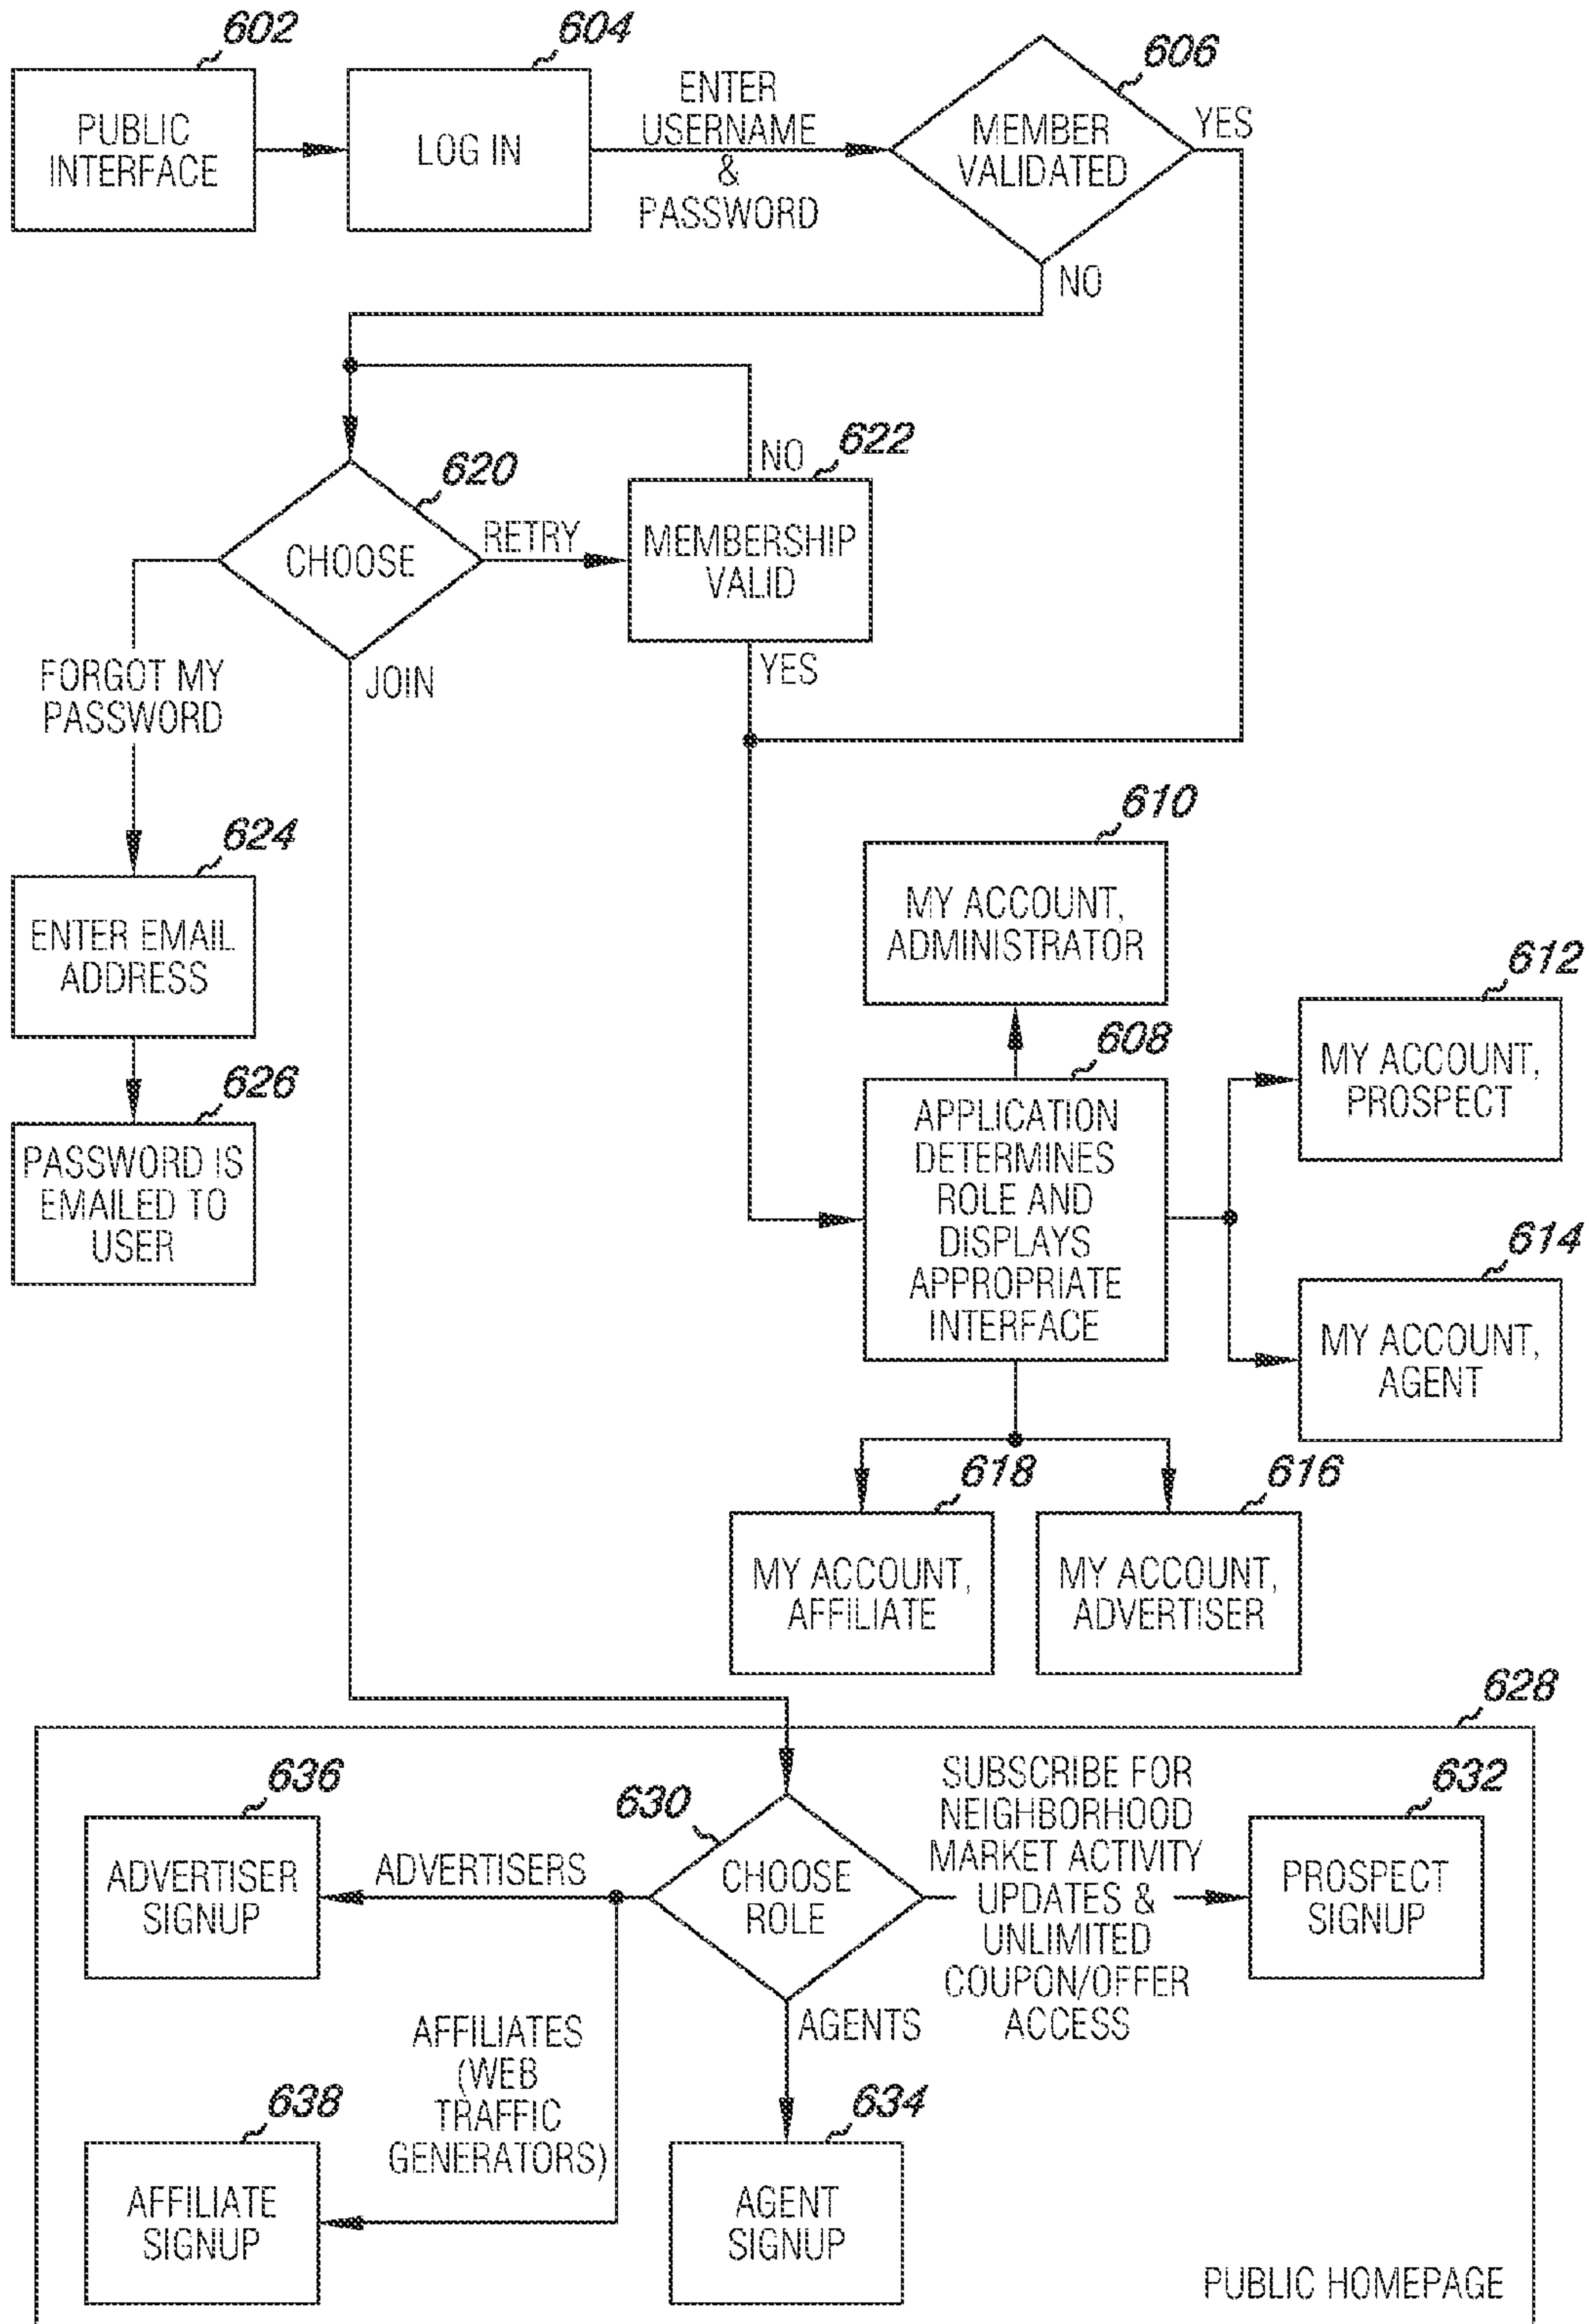 602
PUBLIC
INTERFACE
604
LOG IN
ENTER
USERNAME
&
PASSWORD
606
MEMBER
VALIDATED
YES
NO
620
CHOOSE
RETRY
NO
622
MEMBERSHIP
VALID
YES
FORGOT MY
PASSWORD
JOIN
624
ENTER EMAIL
ADDRESS
626
PASSWORD IS
EMAILED TO
USER
610
MY ACCOUNT,
ADMINISTRATOR
608
APPLICATION
DETERMINES
ROLE AND
DISPLAYS
APPROPRIATE
INTERFACE
612
MY ACCOUNT,
PROSPECT
614
MY ACCOUNT,
AGENT
618
MY ACCOUNT,
AFFILIATE
616
MY ACCOUNT,
ADVERTISER
628
636
ADVERTISER
SIGNUP
ADVERTISERS
630
CHOOSE
ROLE
SUBSCRIBE FOR
NEIGHBORHOOD
MARKET ACTIVITY
UPDATES &
UNLIMITED
COUPON/OFFER
ACCESS
632
PROSPECT
SIGNUP
AFFILIATES
(WEB
TRAFFIC
GENERATORS)
AGENTS
638
AFFILIATE
SIGNUP
634
AGENT
SIGNUP
PUBLIC HOMEPAGE